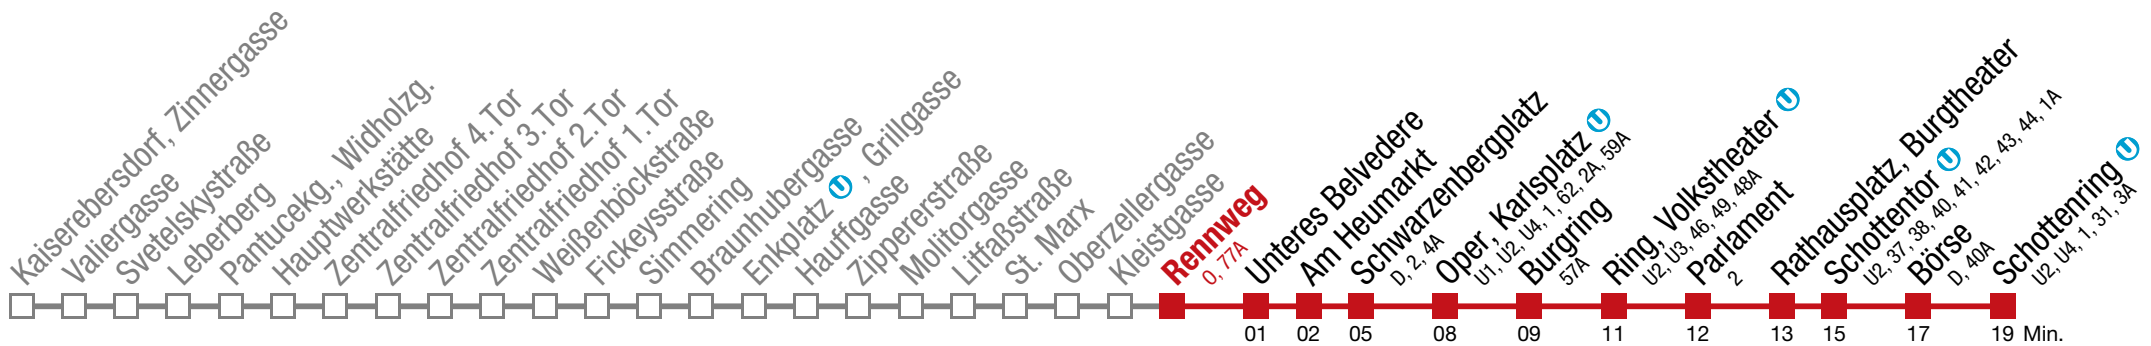 Kaiserebersdorf, Zinnergasse
Valiergasse
Svetelskystraße
Leberberg
Pantucekg., Widholzg.
Hauptwerkstätte
Zentralfriedhof 4.Tor
Zentralfriedhof 3.Tor
Zentralfriedhof 2.Tor
Zentralfriedhof 1.Tor
Weißenböckstraße
Fickeysstraße
Simmering
Braunhubergasse
Enkplatz U, Grillgasse
Hauffgasse
Zippererstraße
Molitorgasse
Litfaßstraße
St. Marx
Oberzellergasse
Kleistgasse
Rennweg
O, 77A
Unteres Belvedere
Am Heumarkt
Schwarzenbergplatz
D, 2, 4A
Oper, Karlsplatz U
U1, U2, U4, 1, 62, 2A, 59A
Burgring
57A
Ring, Volkstheater U
U2, U3, 46, 49, 48A
Parlament
2
Rathausplatz, Burgtheater
Schottentor U
U2, 37, 38, 40, 41, 42, 43, 44, 1A
Börse
D, 40A
Schottenring U
U2, U4, 1, 31, 3A
01 02 05 08 09 11 12 13 15 17 19 Min.